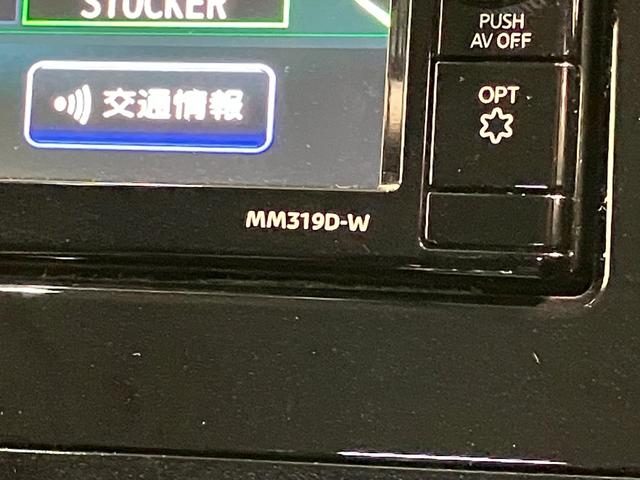 STOCKER
PUSH
AV OFF
交通情報
OPT
MM319D-W